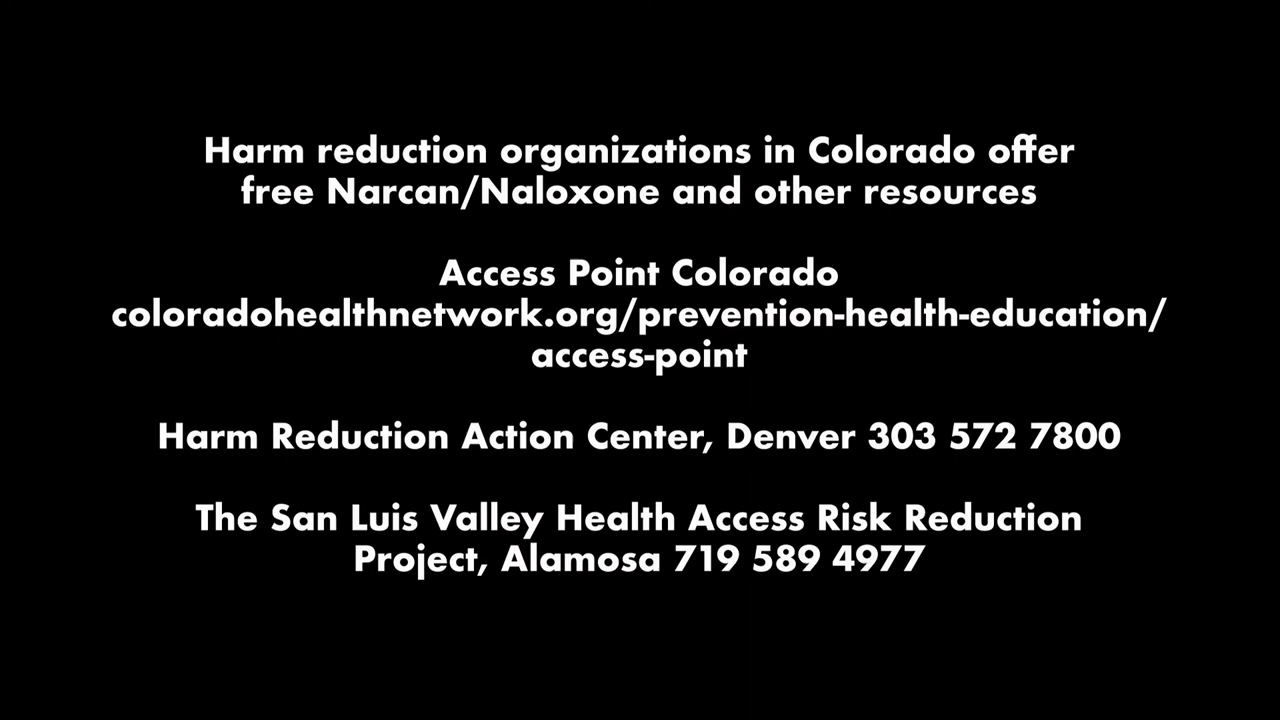 Harm reduction organizations in Colorado offer
free Narcan/Naloxone and other resources
Access Point Colorado
coloradohealthnetwork.org/prevention-health-education/
access-point
Harm Reduction Action Center, Denver 303 572 7800
The San Luis Valley Health Access Risk Reduction
Project, Alamosa 719 589 4977